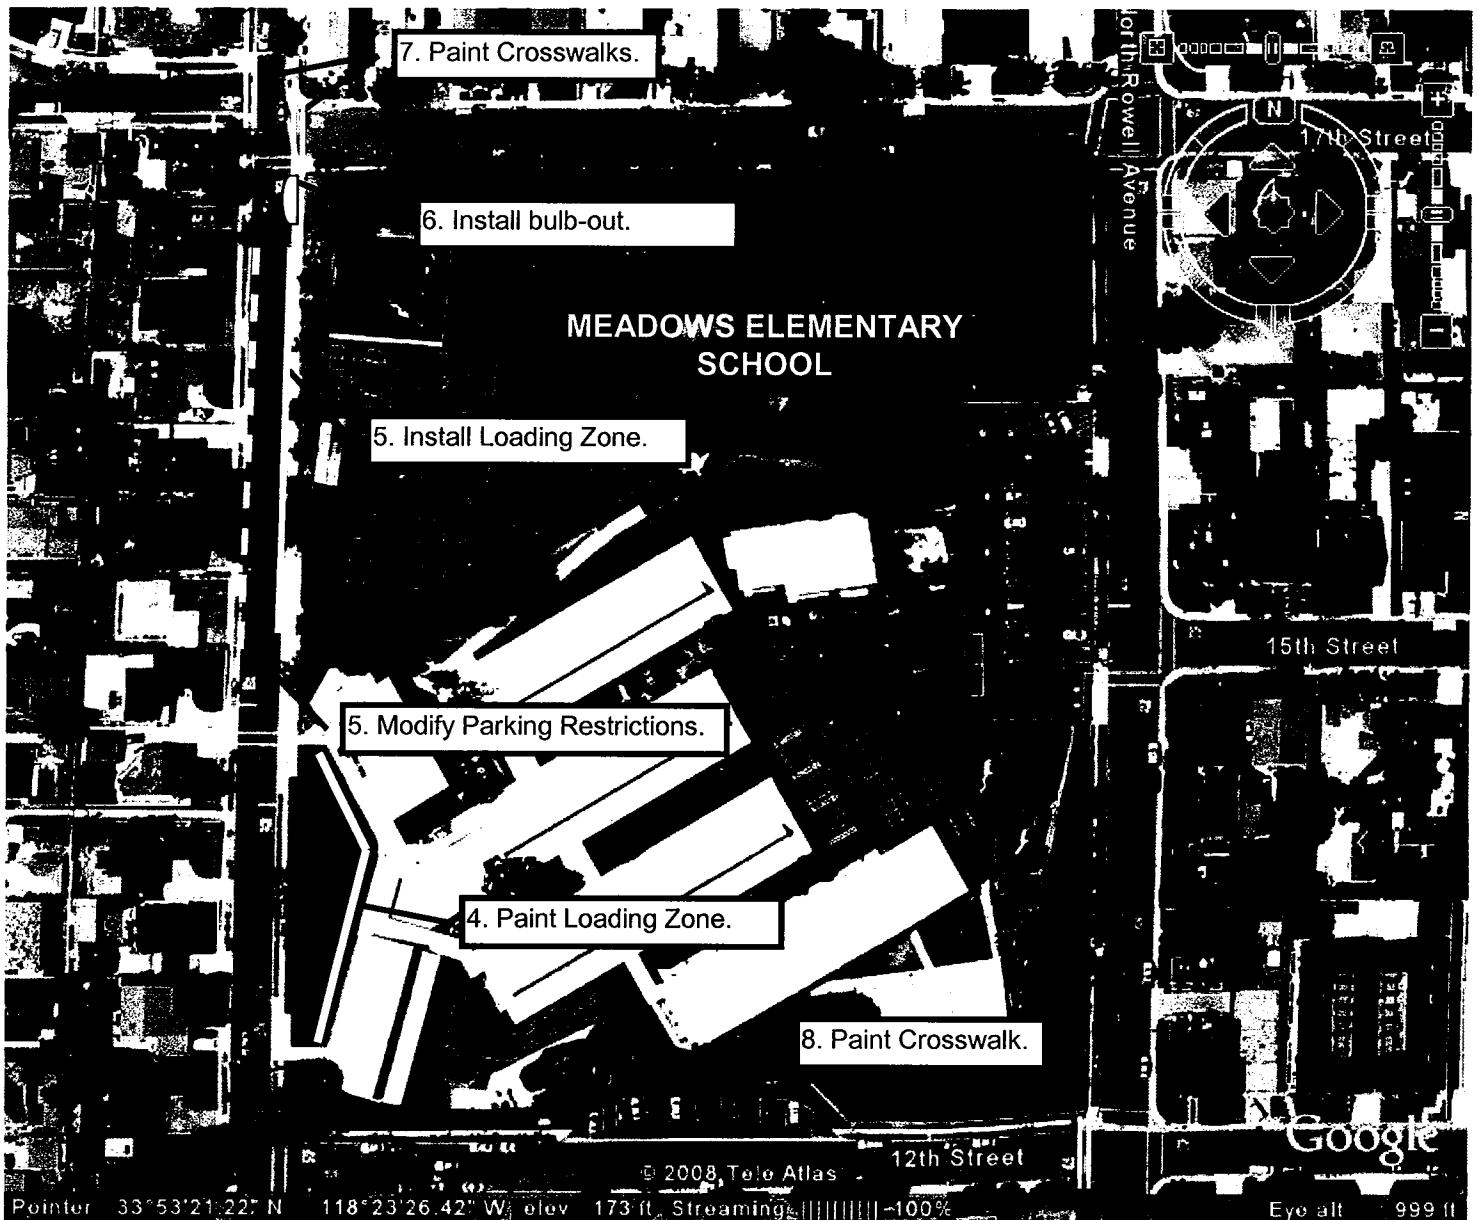 7. Paint Crosswalks.
North Rowell Avenue
N
17th Street
6. Install bulb-out.
MEADOWS ELEMENTARY
SCHOOL
5. Install Loading Zone.
15th Street
5. Modify Parking Restrictions.
4. Paint Loading Zone.
8. Paint Crosswalk.
Google
12th Street
© 2008 Tele Atlas
Pointer 33°53'21.22" N 118°23'26.42" W elev 173 ft Streaming ||||||||| 100% Eye alt 999 ft